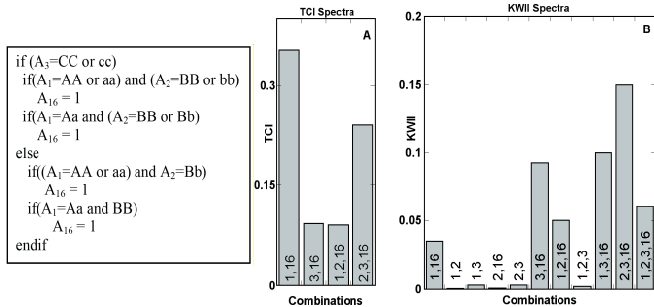 if (A3=CC or cc)
if(A1=AA or aa) and (A2=BB or bb)
A16 = 1
if(A1=Aa and (A2=BB or Bb)
A16 = 1
else
if((A1=AA or aa) and A2=Bb)
A16 = 1
if(A1=Aa and BB)
A16 = 1
endif
TCI Spectra
A
0.3
0.15
0
TCI
1,16
3,16
1,2,16
2,3,16
Combinations
KWII Spectra
B
0.2
0.15
0.1
0.05
0
KWII
1,16
1,2
1,3
2,16
2,3
3,16
1,2,16
1,2,3
1,3,16
2,3,16
1,2,3,16
Combinations